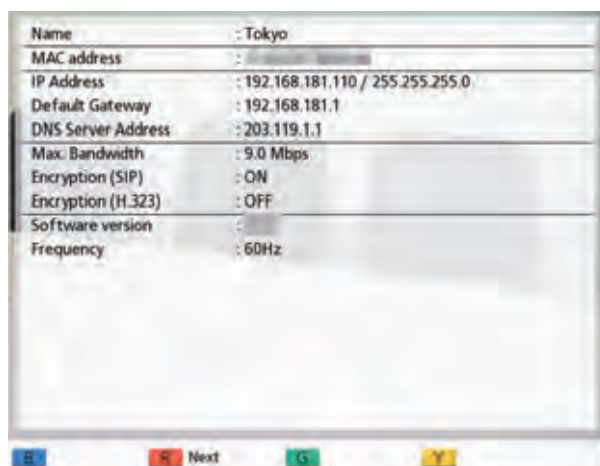 Name : Tokyo
MAC address :
IP Address : 192.168.181.110 / 255.255.255.0
Default Gateway : 192.168.181.1
DNS Server Address : 203.119.1.1
Max. Bandwidth : 9.0 Mbps
Encryption (SIP) : ON
Encryption (H.323) : OFF
Software version :
Frequency : 60Hz
B R Next G Y